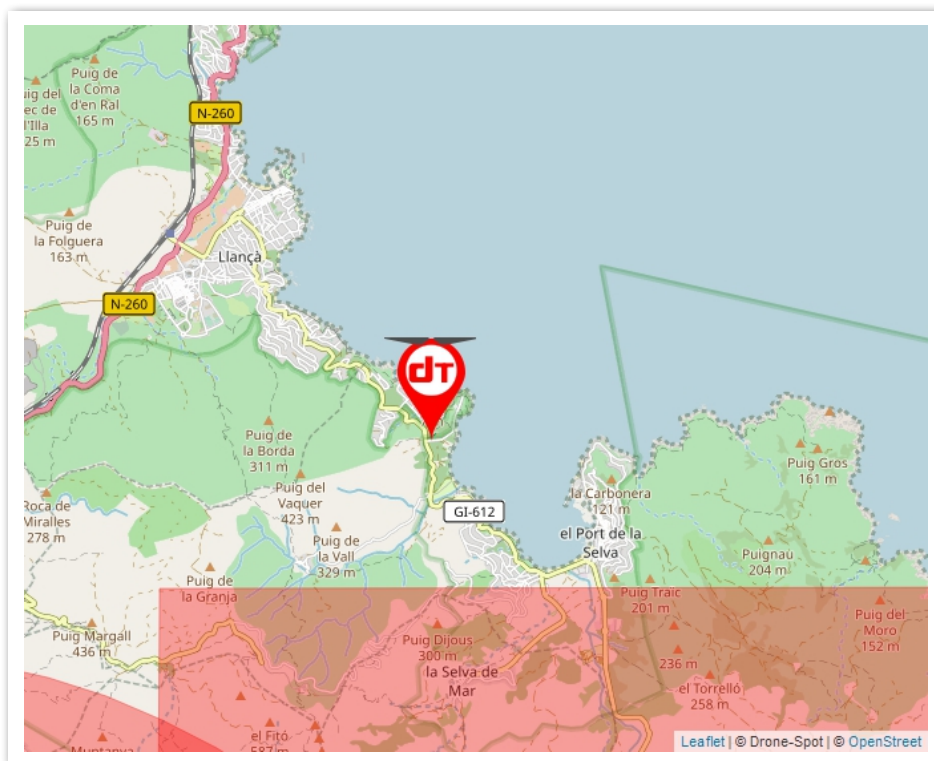 Puig de
la Coma
d'en Ral
165 m
N-260
Puig de
la Folguera
163 m
Llançà
N-260
dT
Puig de
la Borda
311 m
Puig Gros
161 m
Puig del
Vaquer
423 m
la Carbonera
121 m
Roca de
Miralles
278 m
GI-612
el Port de la
Selva
Puig de
la Vall
329 m
Puignau
204 m
Puig de
la Granja
Puig Traic
201 m
Puig del
Moro
152 m
Puig Margall
436 m
Puig Dijous
300 m
236 m
la Selva de
Mar
el Torrelló
258 m
el Fitó
587 m
Muntanya
Leaflet | © Drone-Spot | © OpenStreet